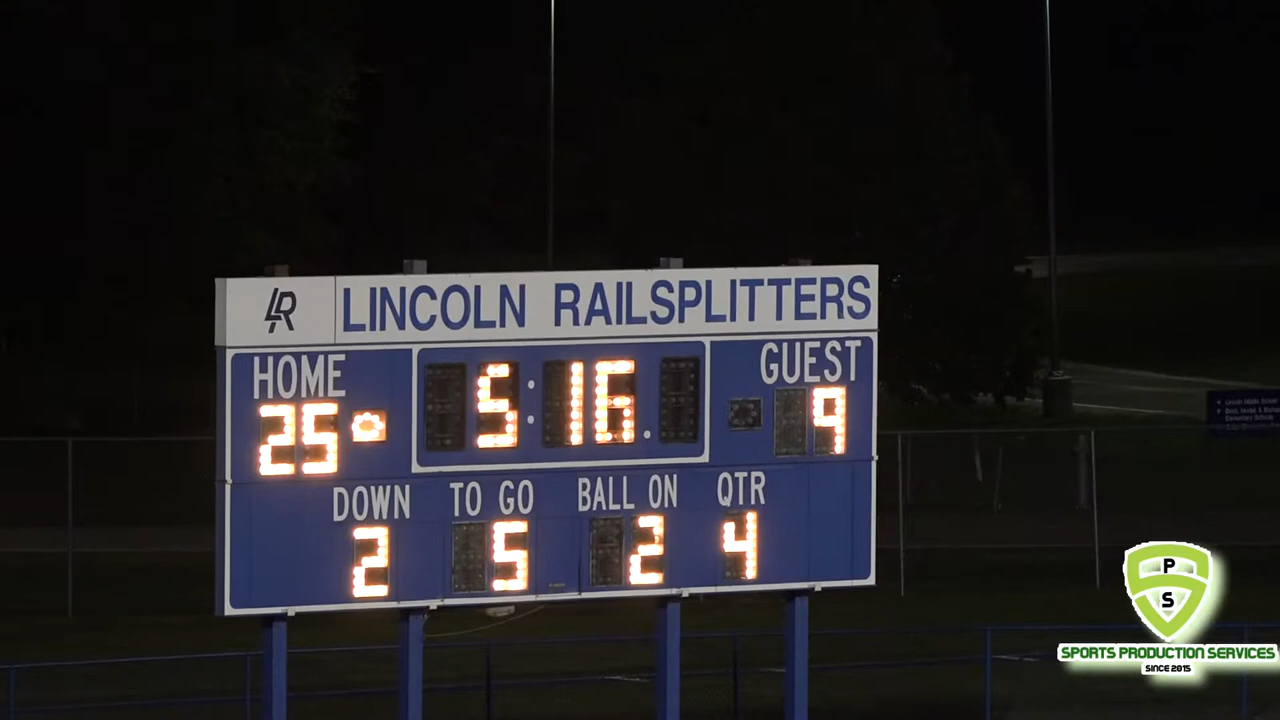 LR LINCOLN RAILSPLITTERS
HOME 5:16 GUEST
25 9
DOWN TO GO BALL ON QTR
2 5 2 4
P
S
SPORTS PRODUCTION SERVICES
SINCE 2015